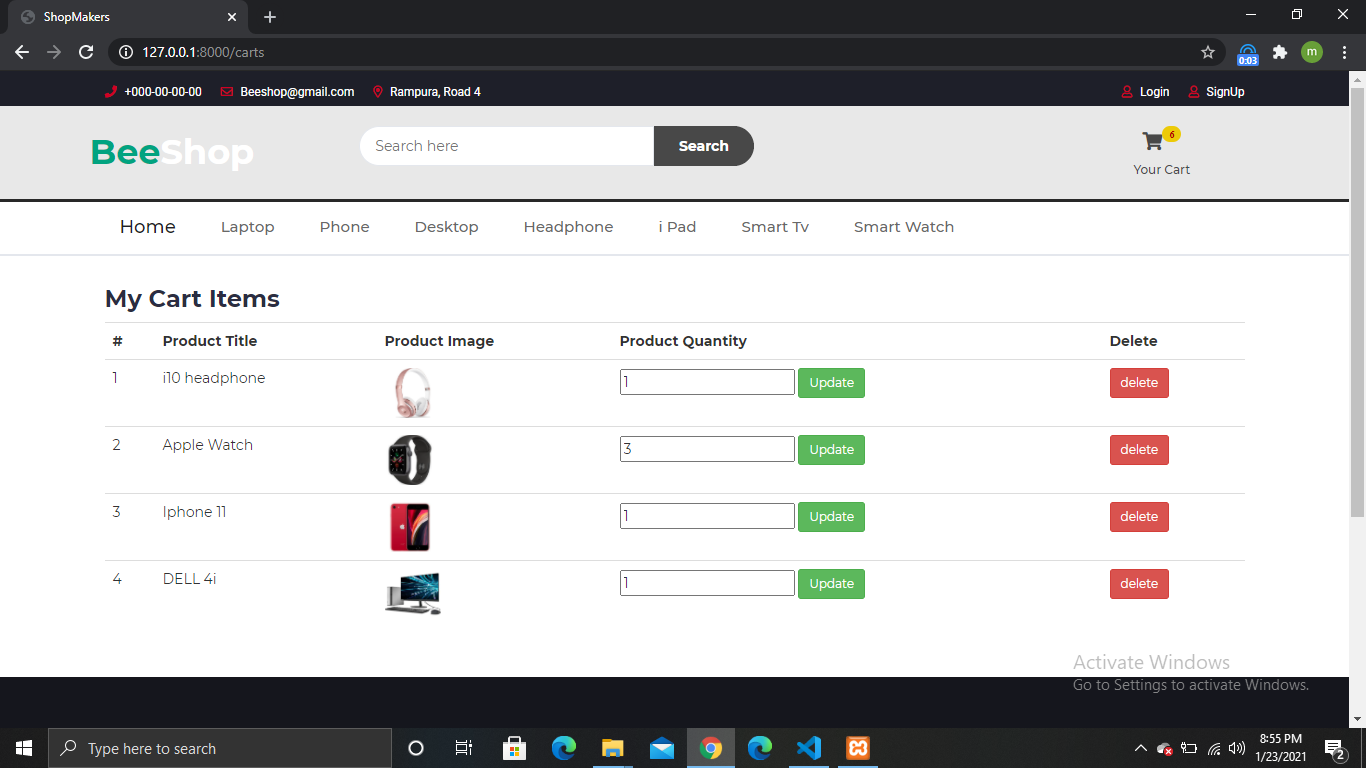 ShopMakers
127.0.0.1:8000/carts
m
0:03
+000-00-00-00 Beeshop@gmail.com Rampura, Road 4 Login SignUp
BeeShop Search here Search 6
Your Cart
Home Laptop Phone Desktop Headphone i Pad Smart Tv Smart Watch
My Cart Items
# Product Title Product Image Product Quantity Delete
1 i10 headphone 1 Update delete
2 Apple Watch 3 Update delete
3 Iphone 11 1 Update delete
4 DELL 4i 1 Update delete
Activate Windows
Go to Settings to activate Windows.
Type here to search
8:55 PM
1/23/2021
2